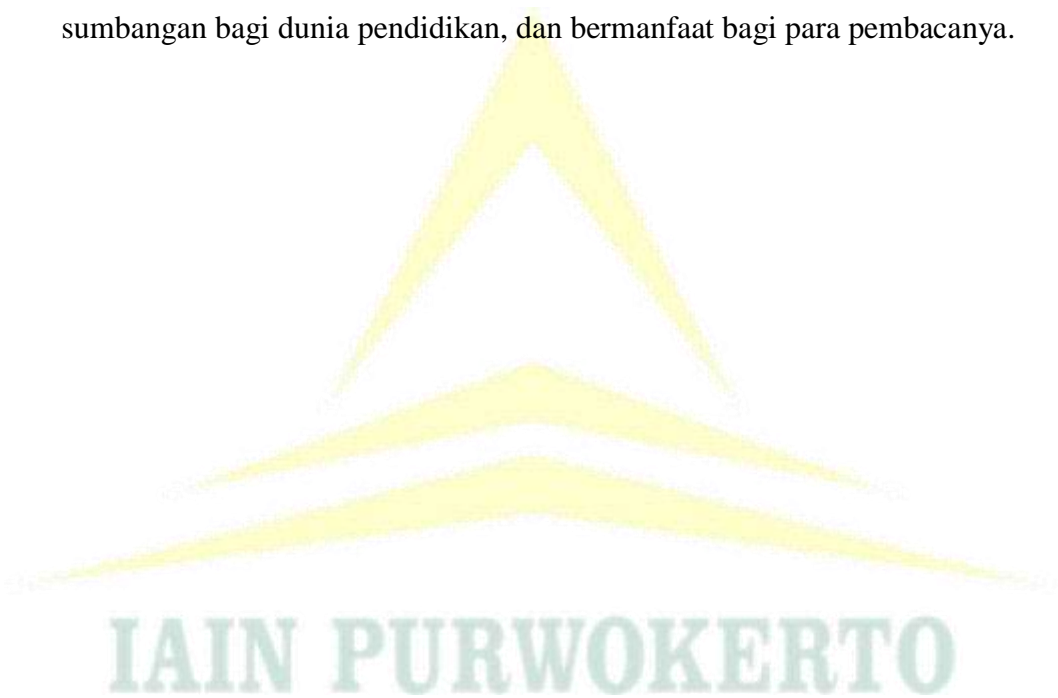 sumbangan bagi dunia pendidikan, dan bermanfaat bagi para pembacanya.
IAIN PURWOKERTO